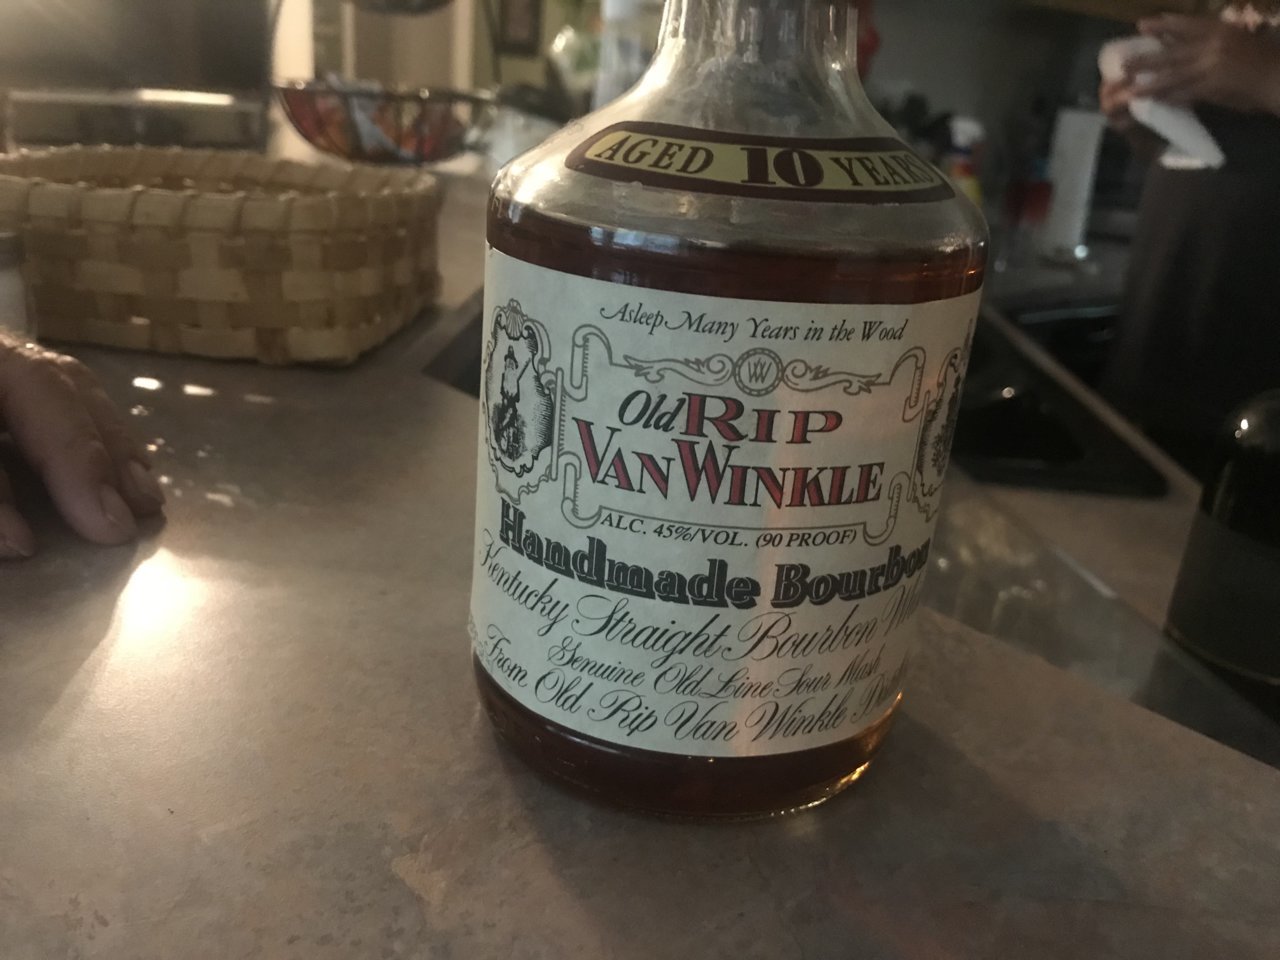 AGED 10 YEARS
Asleep Many Years in the Wood
W
Old RIP
VAN WINKLE
ALC. 45%/VOL. (90 PROOF)
Handmade Bourbon
Kentucky Straight Bourbon
Genuine Old Line Sour Mash
From Old Rip Van Winkle